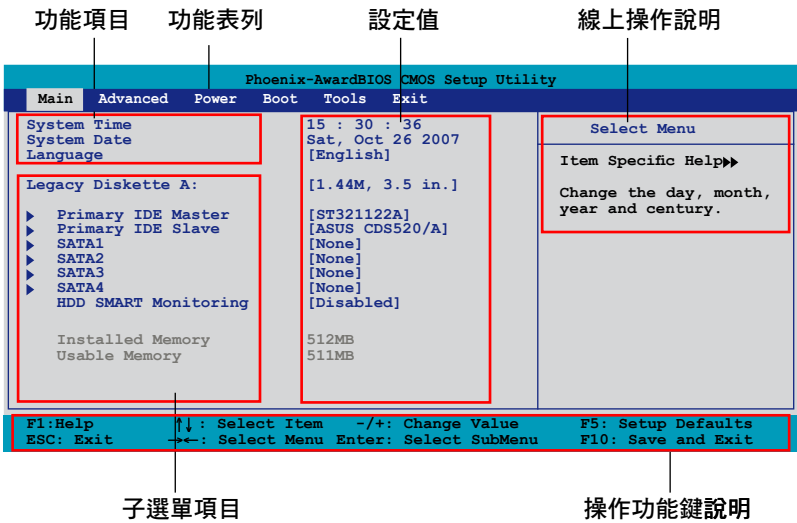 功能項目 功能表列 設定值 線上操作說明
Phoenix-AwardBIOS CMOS Setup Utility
Main Advanced Power Boot Tools Exit
System Time 15 : 30 : 36
System Date Sat, Oct 26 2007
Language [English]
Legacy Diskette A: [1.44M, 3.5 in.]
Primary IDE Master [ST321122A]
Primary IDE Slave [ASUS CDS520/A]
SATA1 [None]
SATA2 [None]
SATA3 [None]
SATA4 [None]
HDD SMART Monitoring [Disabled]
Installed Memory 512MB
Usable Memory 511MB
Select Menu
Item Specific Help▶▶
Change the day, month,
year and century.
F1:Help ↑↓: Select Item -/+: Change Value F5: Setup Defaults
ESC: Exit →←: Select Menu Enter: Select SubMenu F10: Save and Exit
子選單項目 操作功能鍵說明